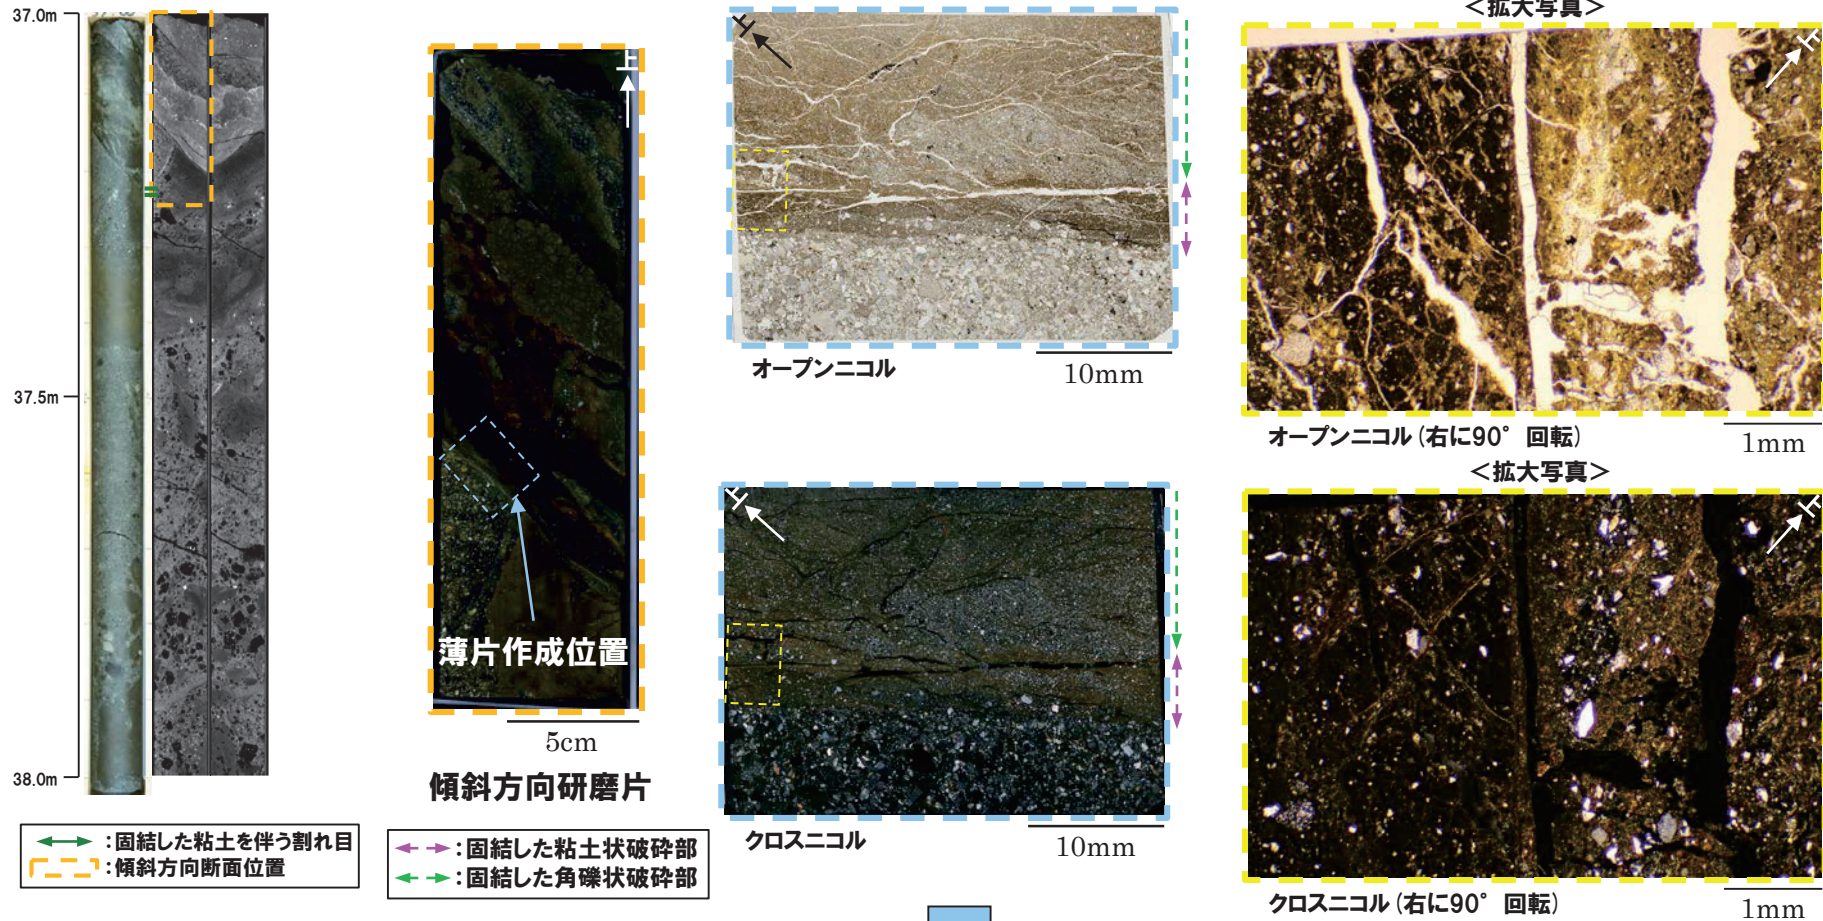 37.0m
37.5m
38.0m
:固結した粘土を伴う割れ目
:傾斜方向断面位置
上
薄片作成位置
5cm
傾斜方向研磨片
:固結した粘土状破砕部
:固結した角礫状破砕部
上
オープンニコル
10mm
上
クロスニコル
10mm
<拡大写真>
上
オープンニコル(右に90°回転)
1mm
<拡大写真>
上
クロスニコル(右に90°回転)
1mm